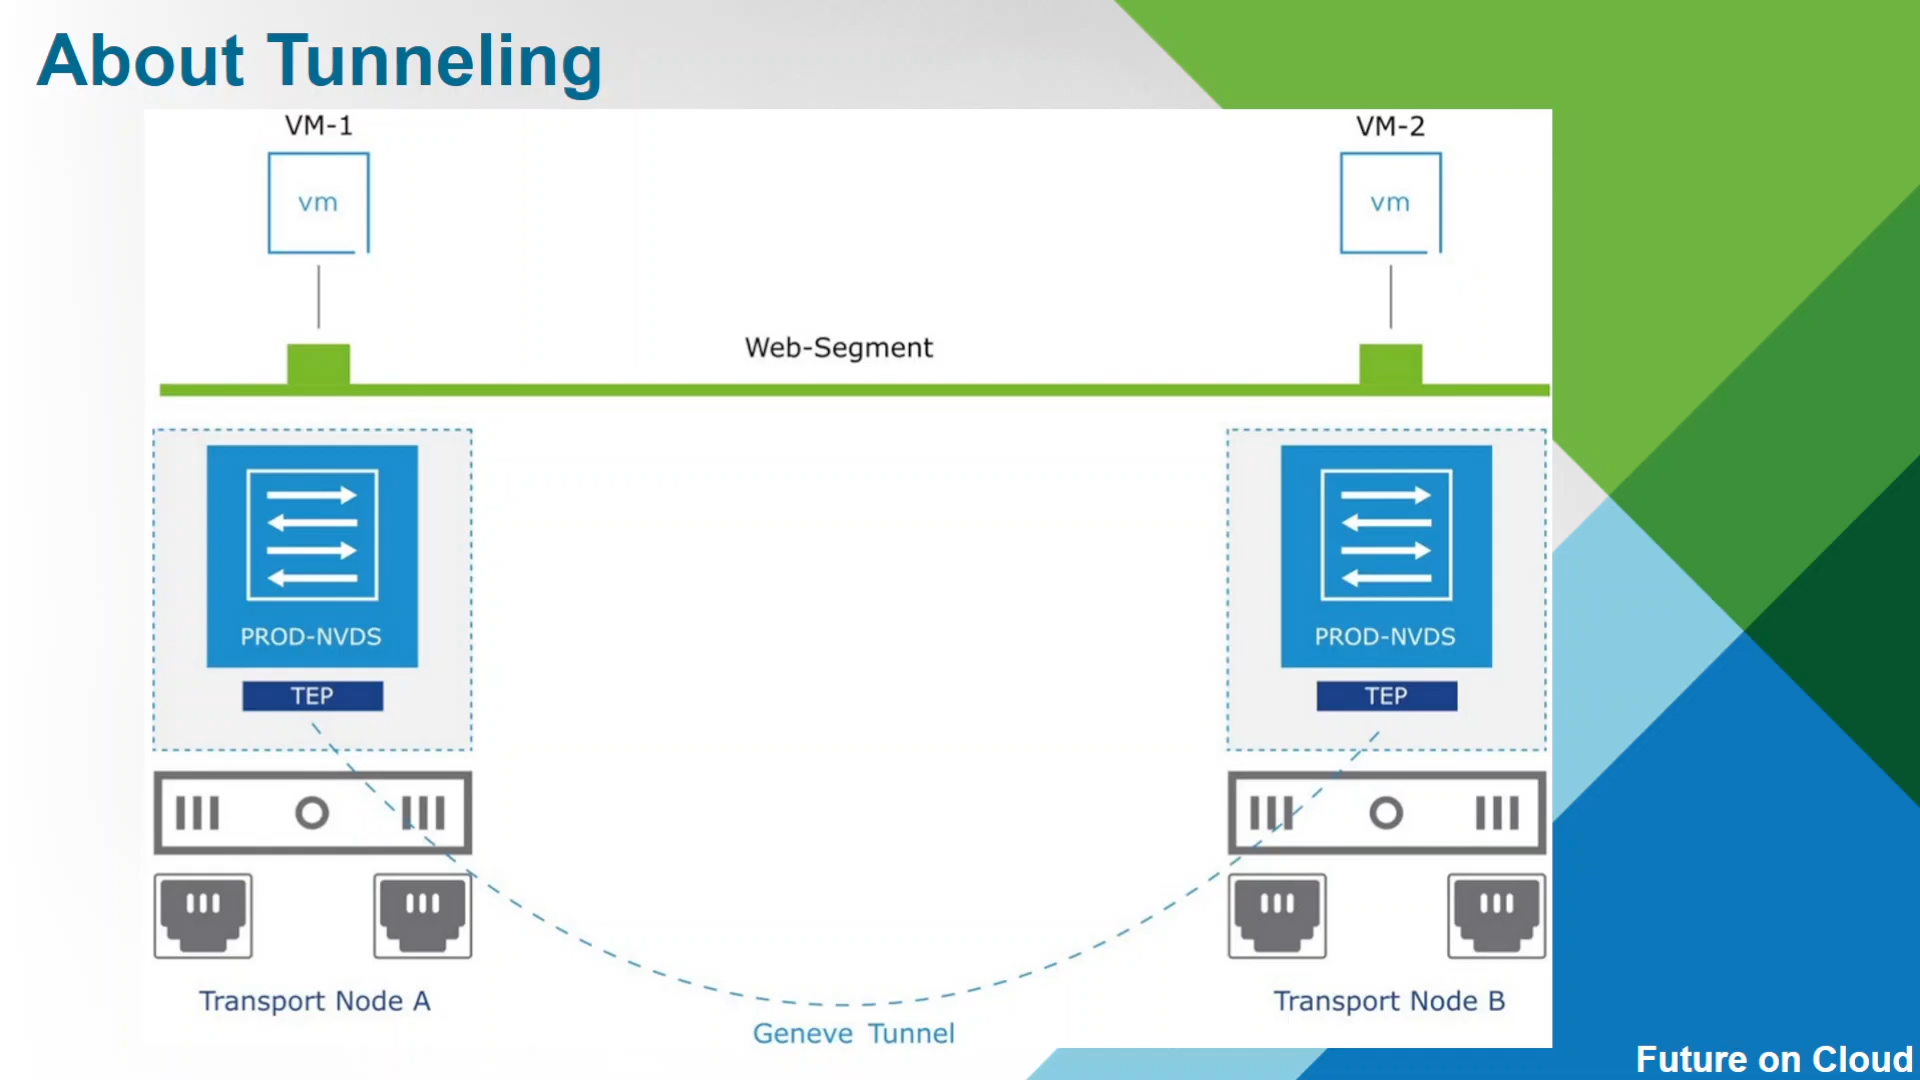 About Tunneling
VM-1
VM-2
vm
vm
Web-Segment
PROD-NVDS
PROD-NVDS
TEP
TEP
Transport Node A
Transport Node B
Geneve Tunnel
Future on Cloud